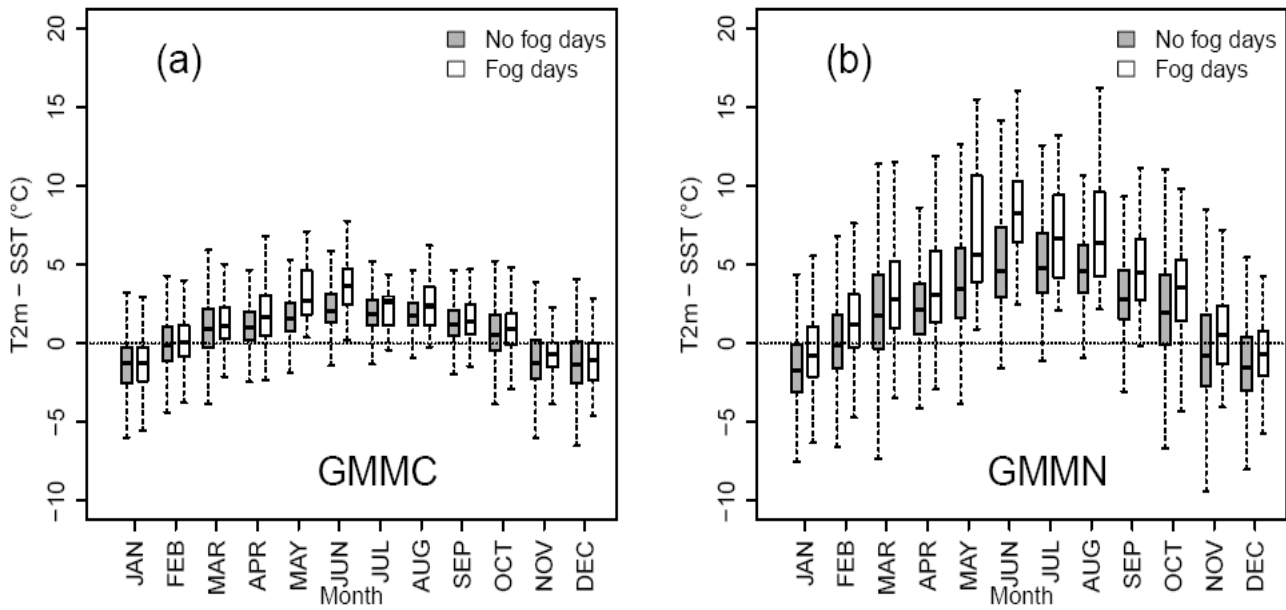 (a)
No fog days
Fog days
T2m − SST (°C)
20
15
10
5
0
−5
−10
GMMC
JAN FEB MAR APR MAY JUN JUL AUG SEP OCT NOV DEC
Month
(b)
No fog days
Fog days
T2m − SST (°C)
20
15
10
5
0
−5
−10
GMMN
JAN FEB MAR APR MAY JUN JUL AUG SEP OCT NOV DEC
Month